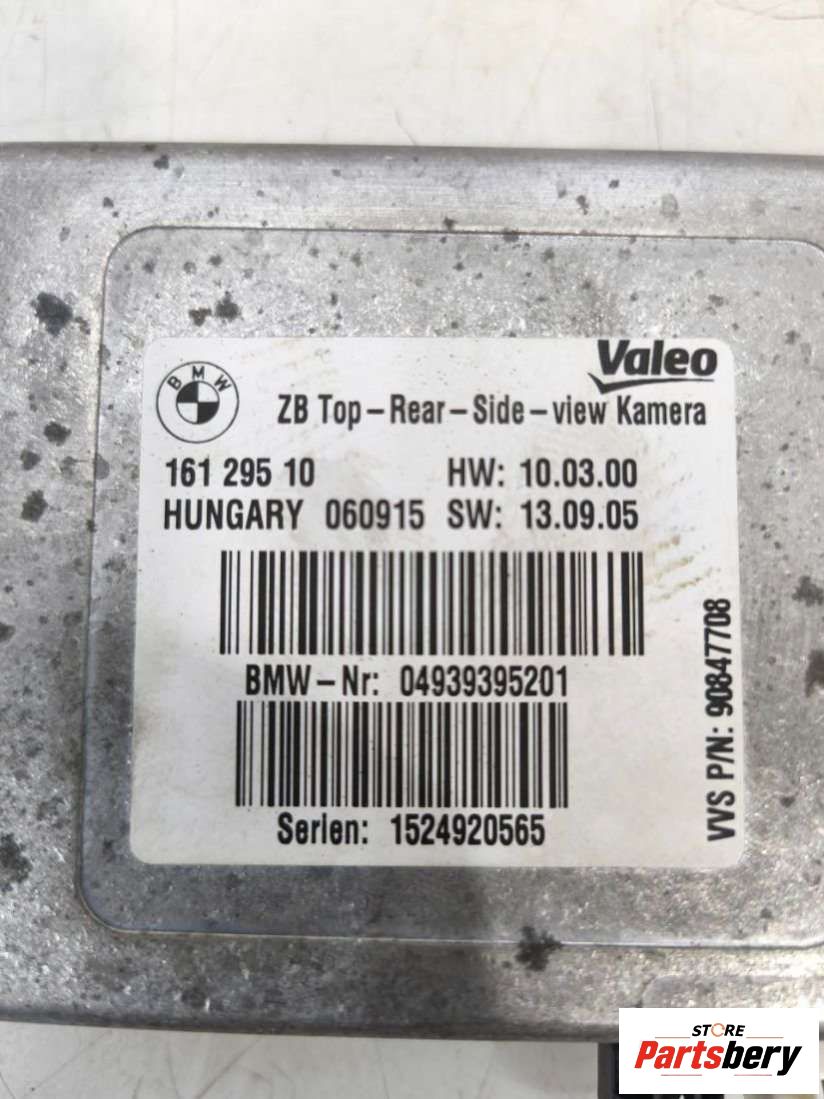 BMW
Valeo
ZB Top-Rear-Side-view Kamera
161 295 10 HW: 10.03.00
HUNGARY 060915 SW: 13.09.05
BMW-Nr: 04939395201
Serien: 1524920565
VVS P/N: 90847708
STORE
Partsbery